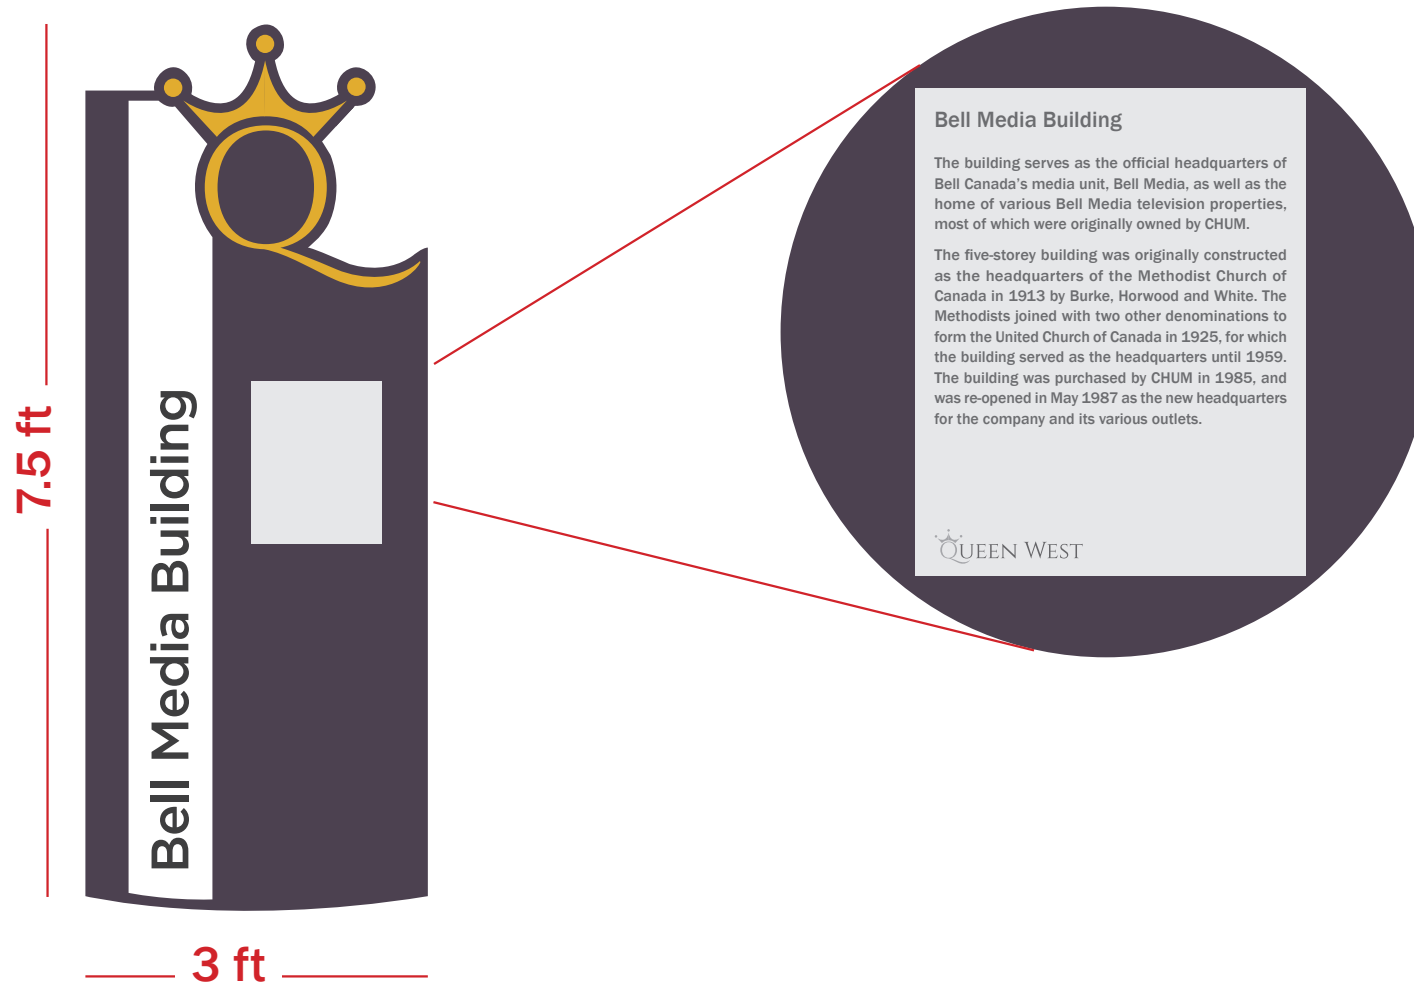 7.5 ft
Q
Bell Media Building
3 ft
Bell Media Building
The building serves as the official headquarters of
Bell Canada's media unit, Bell Media, as well as the
home of various Bell Media television properties,
most of which were originally owned by CHUM.
The five-storey building was originally constructed
as the headquarters of the Methodist Church of
Canada in 1913 by Burke, Horwood and White. The
Methodists joined with two other denominations to
form the United Church of Canada in 1925, for which
the building served as the headquarters until 1959.
The building was purchased by CHUM in 1985, and
was re-opened in May 1987 as the new headquarters
for the company and its various outlets.
QUEEN WEST